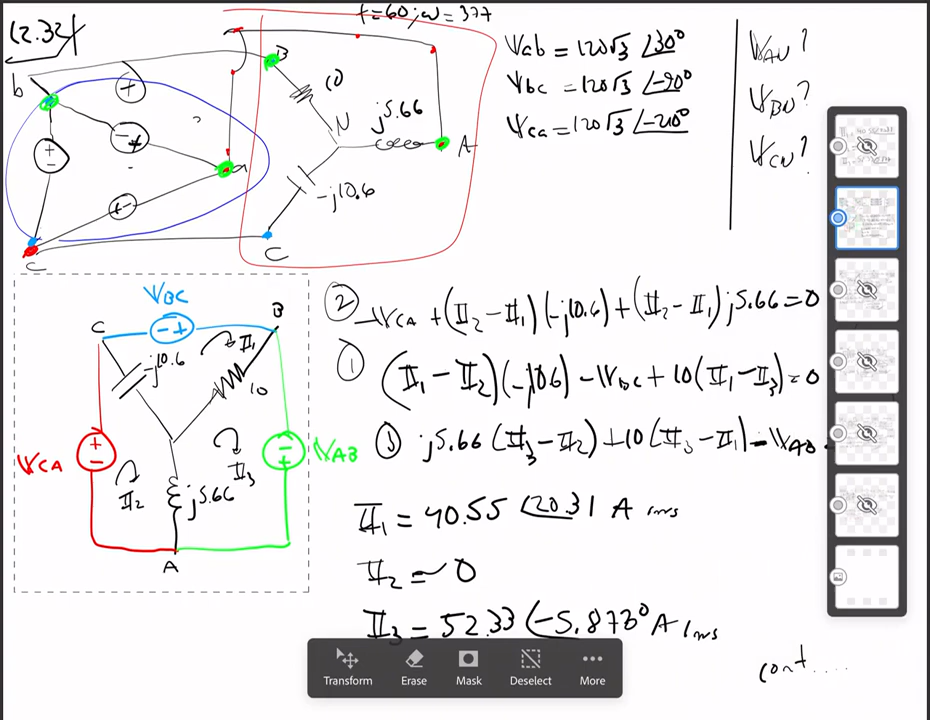 12.32
f=60; ω=377
b
B
10
N
j5.66
A
a
-j10.6
C
C
Vab = 120√3 ∠30°
Vbc = 120√3 ∠-90°
Vca = 120√3 ∠-210°
VAN?
VBN?
VCN?
VBC
C
B
-j10.6
I1
10
VCA
I2
I3
VAB
j5.66
A
② -VCA + (I2 - I1)(-j10.6) + (I2 - I1) j5.66 = 0
① (I1 - I2)(-j10.6) - VBC + 10(I1 - I3) = 0
③ j5.66 (I3 - I2) + 10(I3 - I1) - VAB
I1 = 40.55 ∠20.31 A rms
I2 = ~0
I3 = 52.33 ∠-5.873° A rms
cont....
Transform
Erase
Mask
Deselect
More